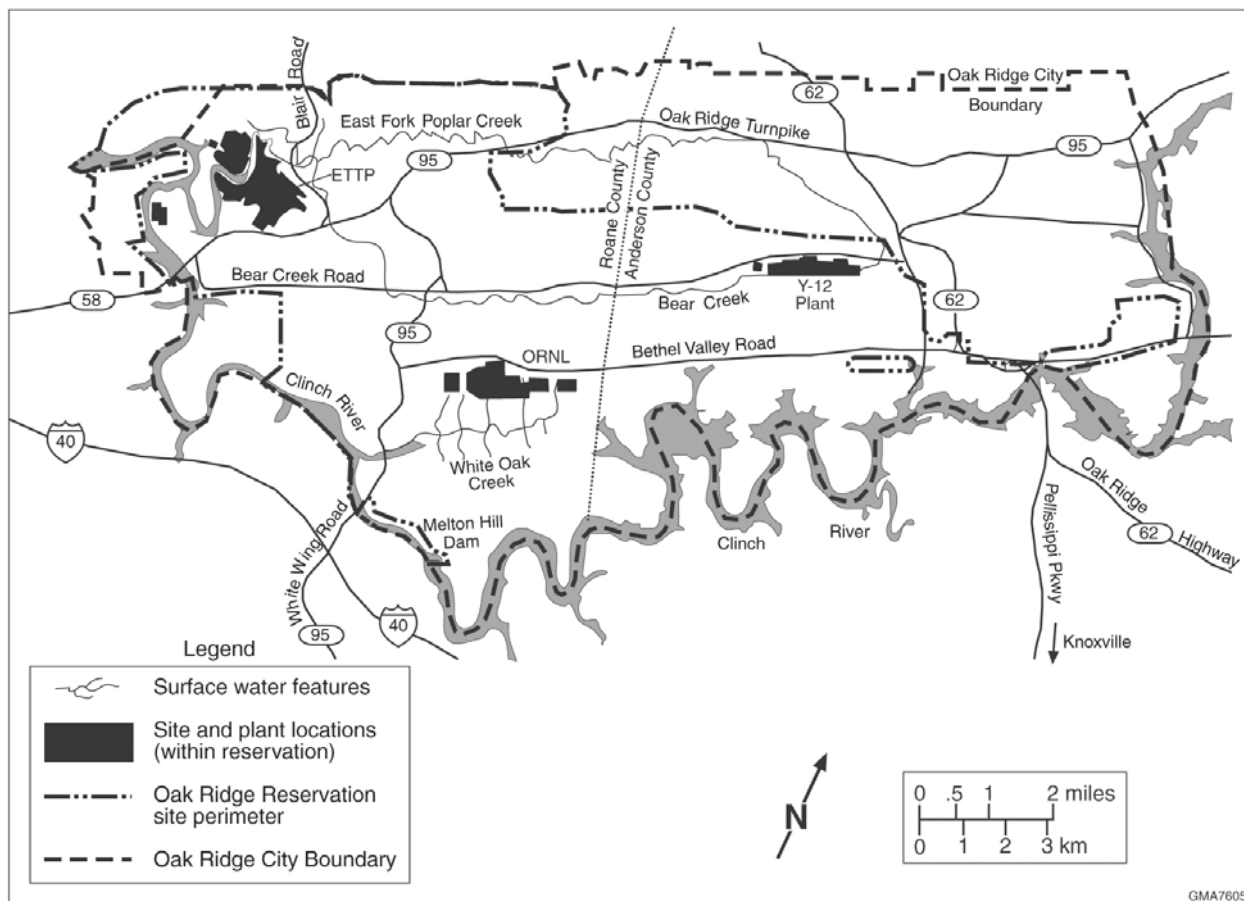 Blair Road
62
Oak Ridge City
Boundary
East Fork Poplar Creek
Oak Ridge Turnpike
95
95
ETTP
Roane County
Anderson County
Bear Creek Road
Bear Creek
Y-12
Plant
58
62
95
ORNL
Bethel Valley Road
Clinch River
40
White Oak
Creek
Melton Hill
Dam
Clinch
River
Oak Ridge
Highway
62
Pellissippi Pkwy
White Wing Road
95
40
Knoxville
Legend
Surface water features
Site and plant locations
(within reservation)
Oak Ridge Reservation
site perimeter
Oak Ridge City Boundary
N
0 .5 1 2 miles
0 1 2 3 km
GMA7605